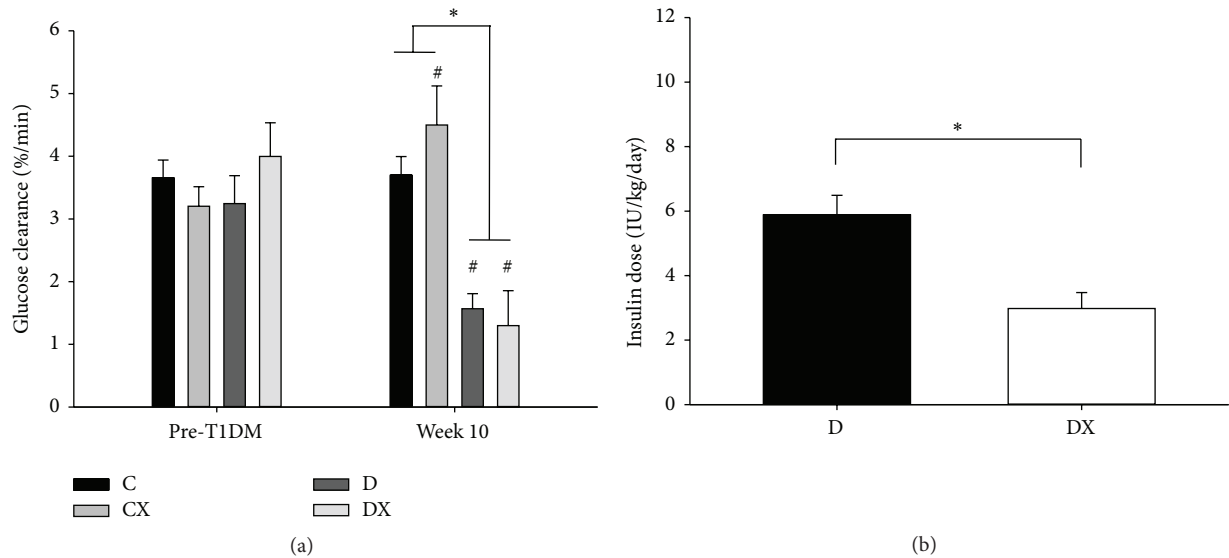 Glucose clearance (%/min)
6
5
4
3
2
1
0
*
#
#
#
Pre-T1DM
Week 10
C
D
CX
DX
(a)
Insulin dose (IU/kg/day)
12
10
8
6
4
2
0
*
D
DX
(b)